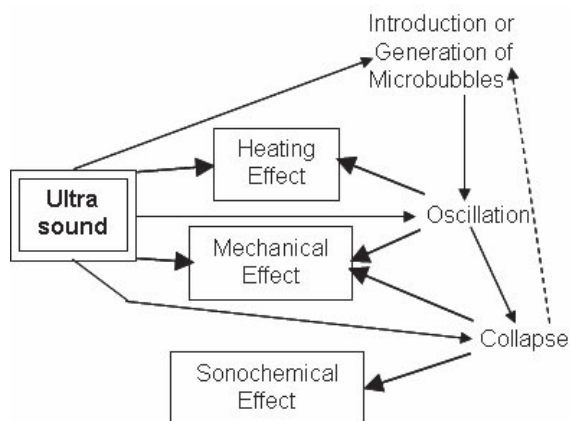 Introduction or
Generation of
Microbubbles
Heating
Effect
Ultra
sound
Oscillation
Mechanical
Effect
Collapse
Sonochemical
Effect